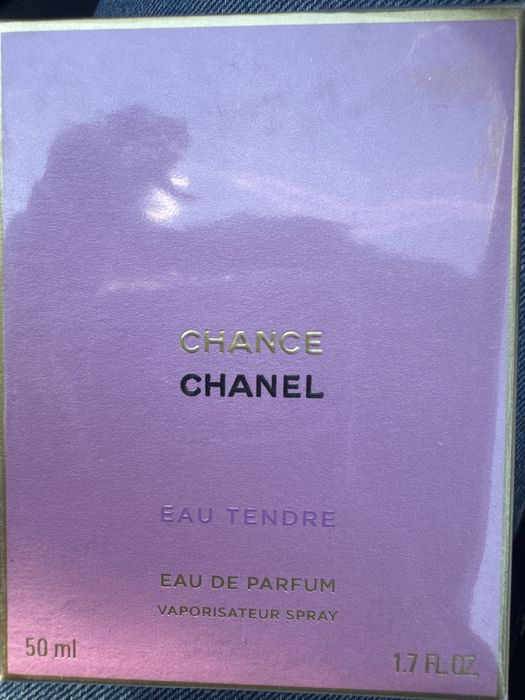 CHANCE
CHANEL
EAU TENDRE
EAU DE PARFUM
VAPORISATEUR SPRAY
50 ml
1.7 FL.OZ.